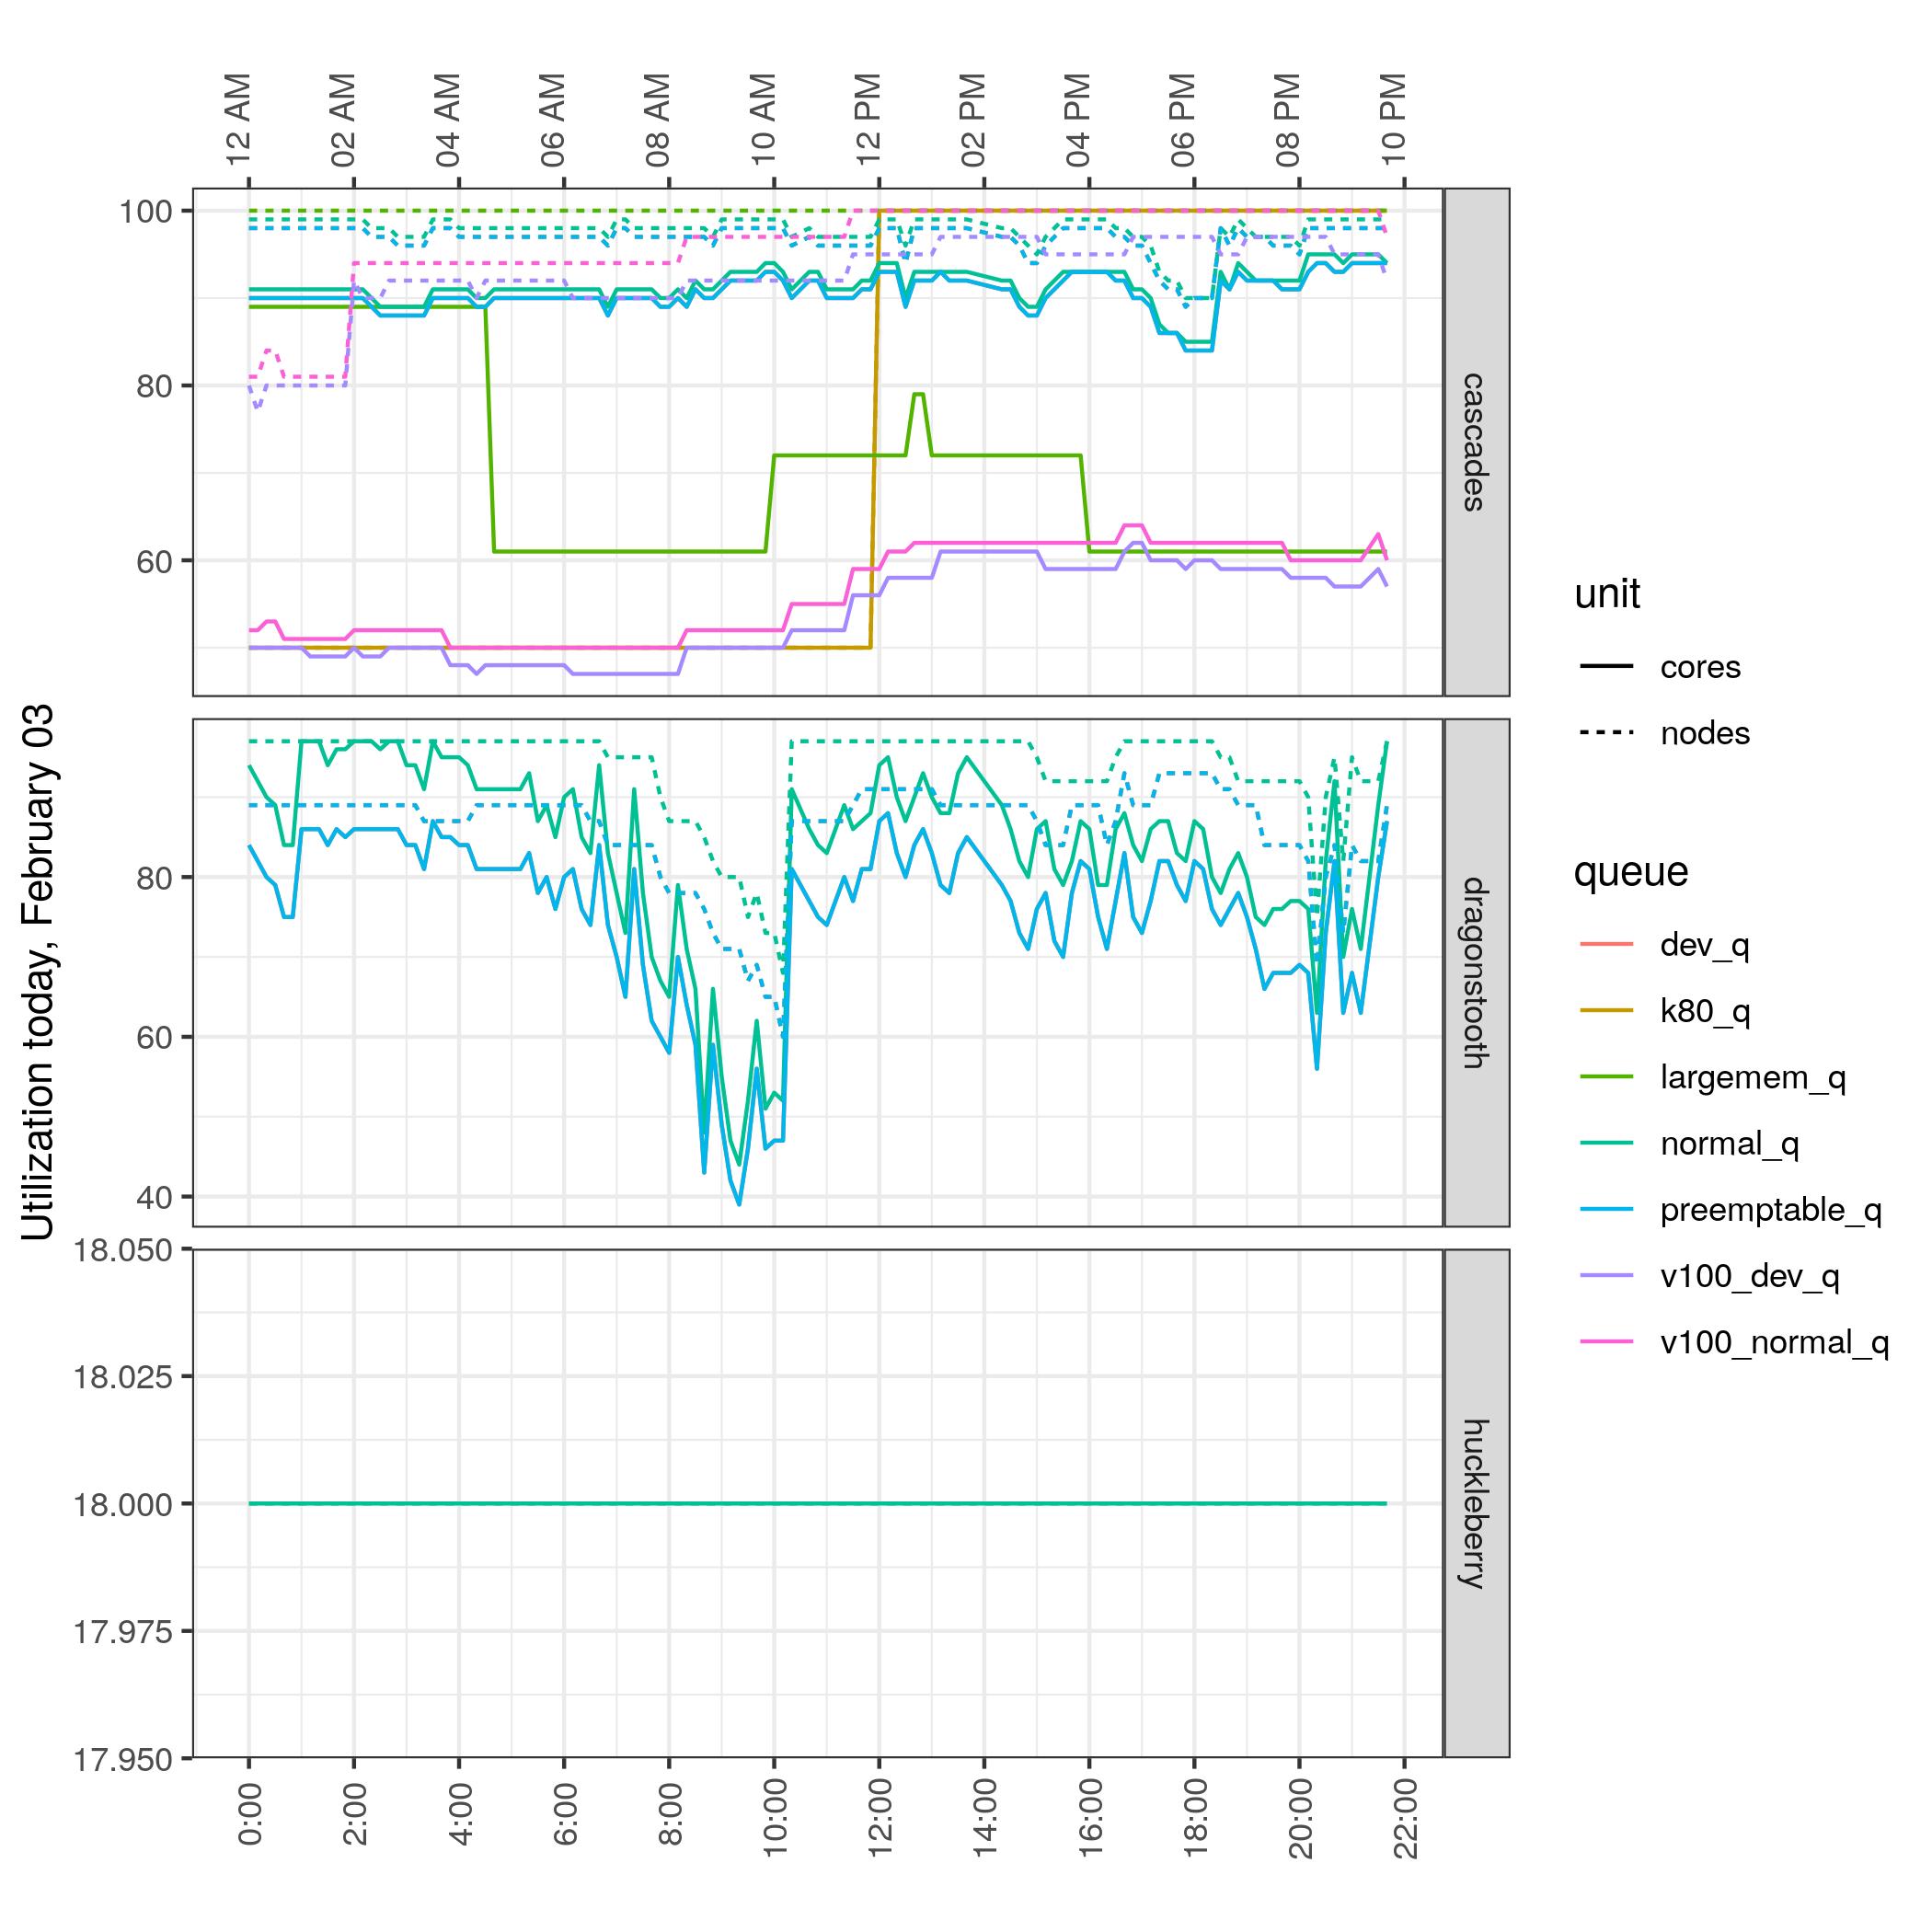 12 AM
02 AM
04 AM
06 AM
08 AM
10 AM
12 PM
02 PM
04 PM
06 PM
08 PM
10 PM
Utilization today, February 03
100
80
60
cascades
80
60
40
dragonstooth
18.050
18.025
18.000
17.975
17.950
huckleberry
0:00
2:00
4:00
6:00
8:00
10:00
12:00
14:00
16:00
18:00
20:00
22:00
unit
cores
nodes
queue
dev_q
k80_q
largemem_q
normal_q
preemptable_q
v100_dev_q
v100_normal_q